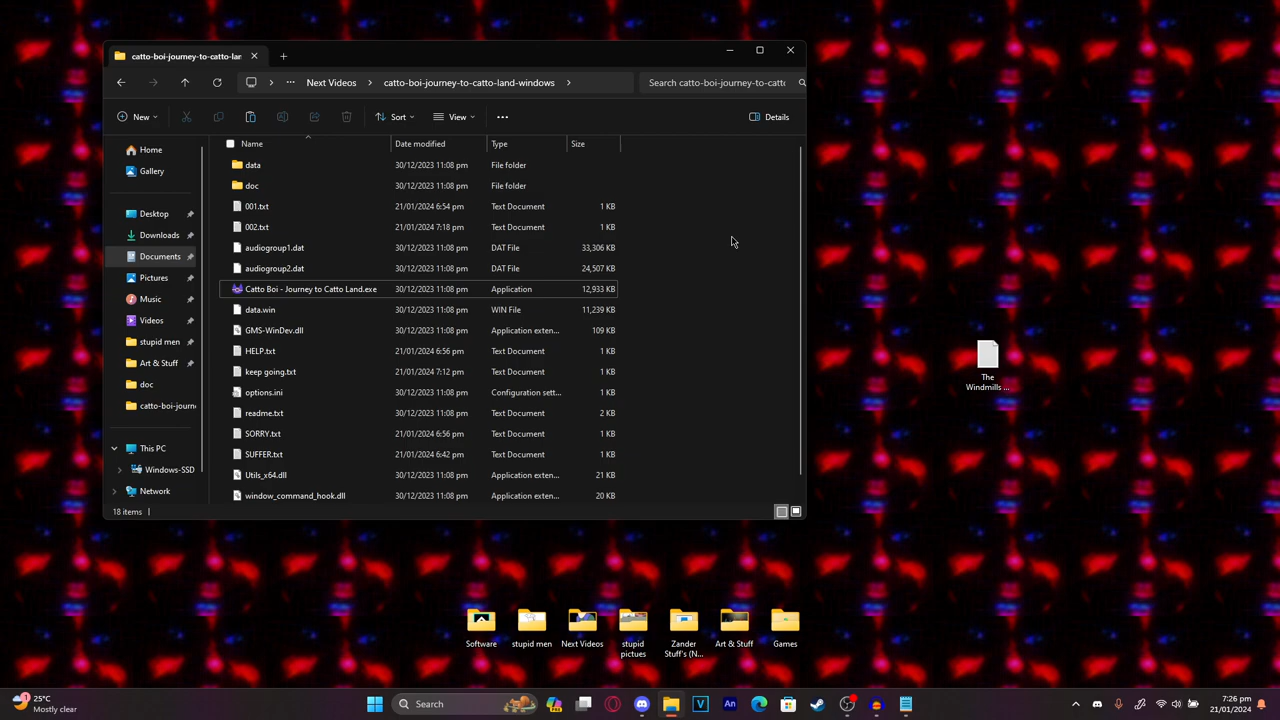 catto-boi-journey-to-catto-lan
Next Videos
catto-boi-journey-to-catto-land-windows
Search catto-boi-journey-to-catto
New
Sort
View
Details
Name Date modified Type Size
Home
Gallery
Desktop
Downloads
Documents
Pictures
Music
Videos
stupid men
Art & Stuff
doc
catto-boi-journ
This PC
Windows-SSD
Network
data 30/12/2023 11:08 pm File folder
doc 30/12/2023 11:08 pm File folder
001.txt 21/01/2024 6:54 pm Text Document 1 KB
002.txt 21/01/2024 7:18 pm Text Document 1 KB
audiogroup1.dat 30/12/2023 11:08 pm DAT File 33,306 KB
audiogroup2.dat 30/12/2023 11:08 pm DAT File 24,507 KB
Catto Boi - Journey to Catto Land.exe 30/12/2023 11:08 pm Application 12,933 KB
data.win 30/12/2023 11:08 pm WIN File 11,239 KB
GMS-WinDev.dll 30/12/2023 11:08 pm Application exten... 109 KB
HELP.txt 21/01/2024 6:56 pm Text Document 1 KB
keep going.txt 21/01/2024 7:12 pm Text Document 1 KB
options.ini 30/12/2023 11:08 pm Configuration sett... 1 KB
readme.txt 30/12/2023 11:08 pm Text Document 2 KB
SORRY.txt 21/01/2024 6:56 pm Text Document 1 KB
SUFFER.txt 21/01/2024 6:42 pm Text Document 1 KB
Utils_x64.dll 30/12/2023 11:08 pm Application exten... 21 KB
window_command_hook.dll 30/12/2023 11:08 pm Application exten... 20 KB
18 items
The
Windmills ...
Software
stupid men
Next Videos
stupid
pictues
Zander
Stuff's (N...
Art & Stuff
Games
1
25°C
Mostly clear
Search
V
An
7:26 pm
21/01/2024